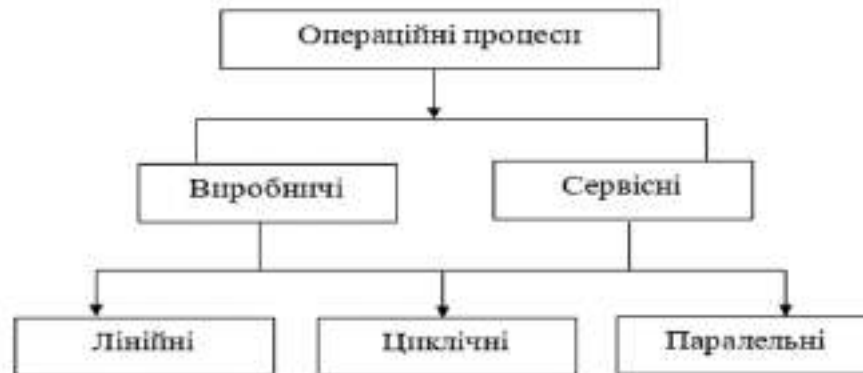 Операційні процеси
Виробничі
Сервісні
Лінійні
Циклічні
Паралельні